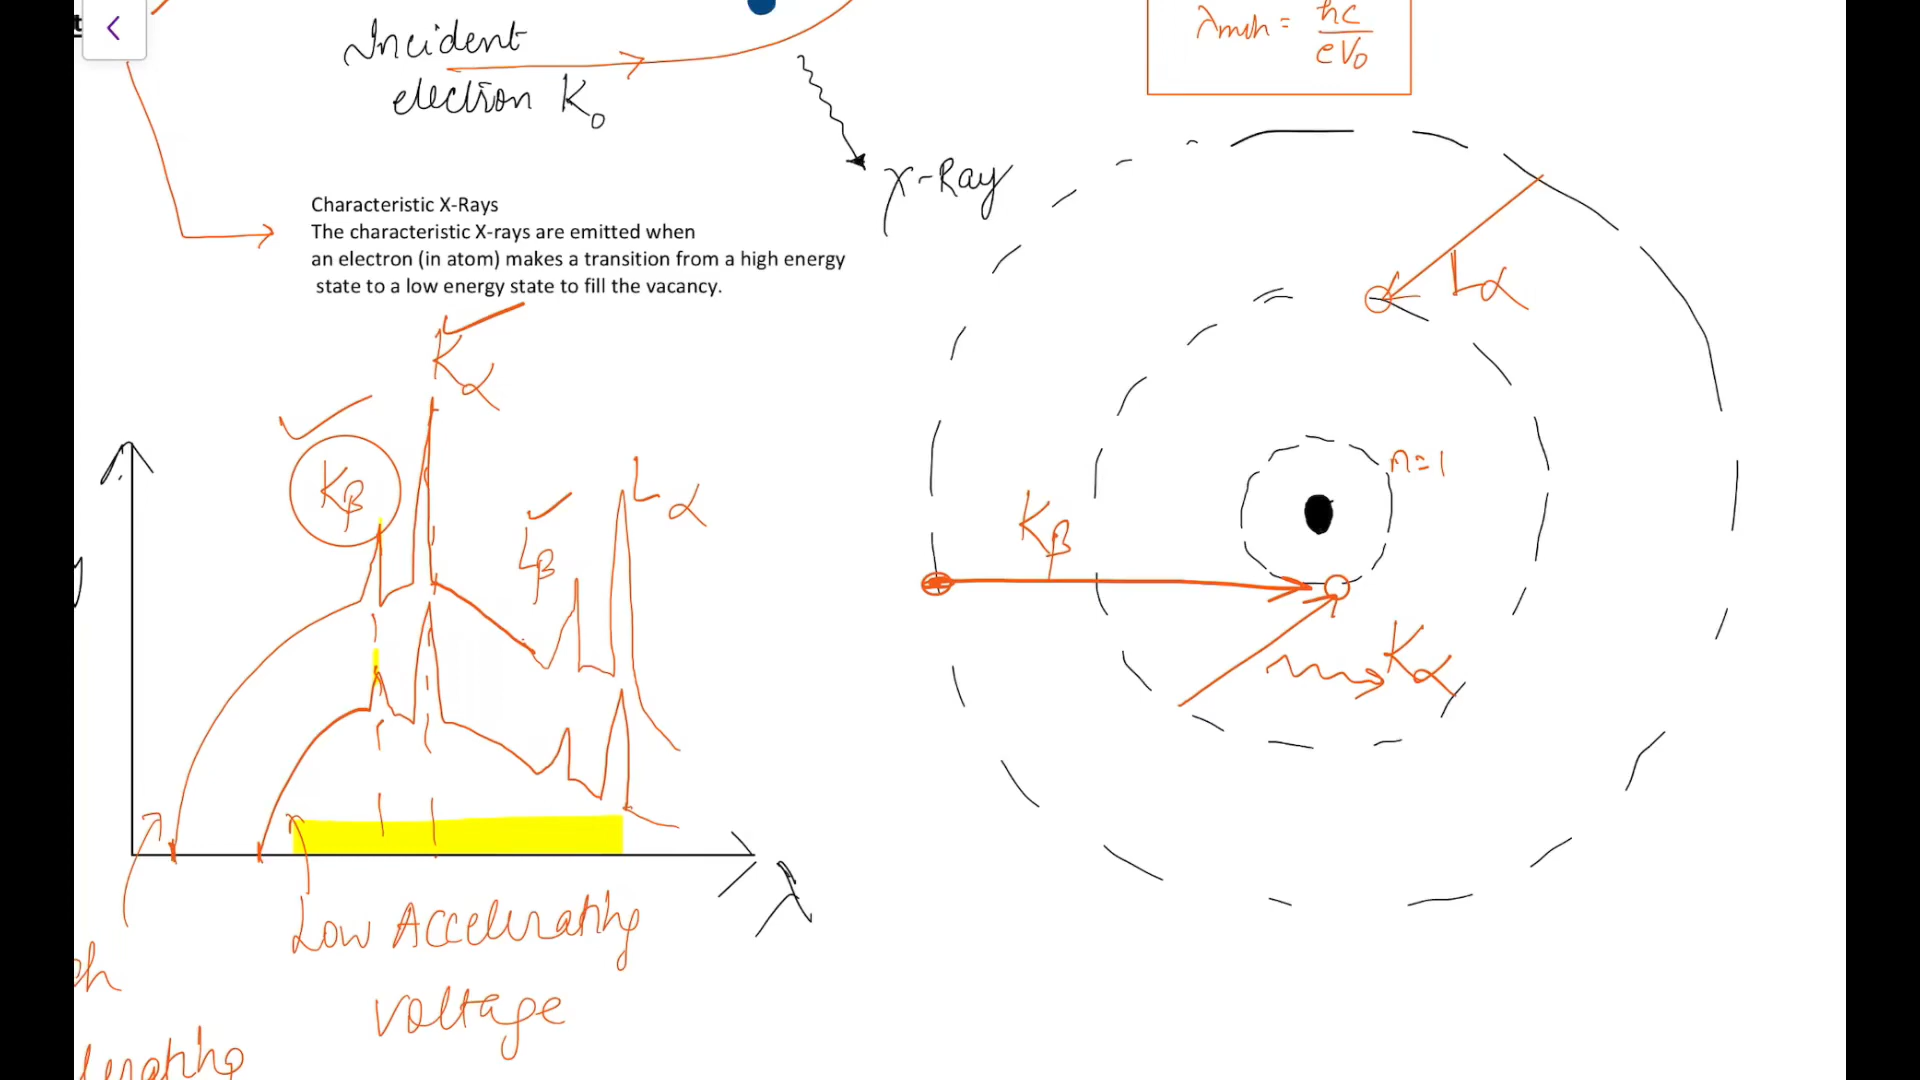 Incident
electron K₀
λmin = hc / eV₀
X-Ray
Characteristic X-Rays
The characteristic X-rays are emitted when
an electron (in atom) makes a transition from a high energy
state to a low energy state to fill the vacancy.
Kα
Kβ
Lβ
Lα
λ
Low Accelerating
Voltage
Lα
n=1
Kβ
Kα